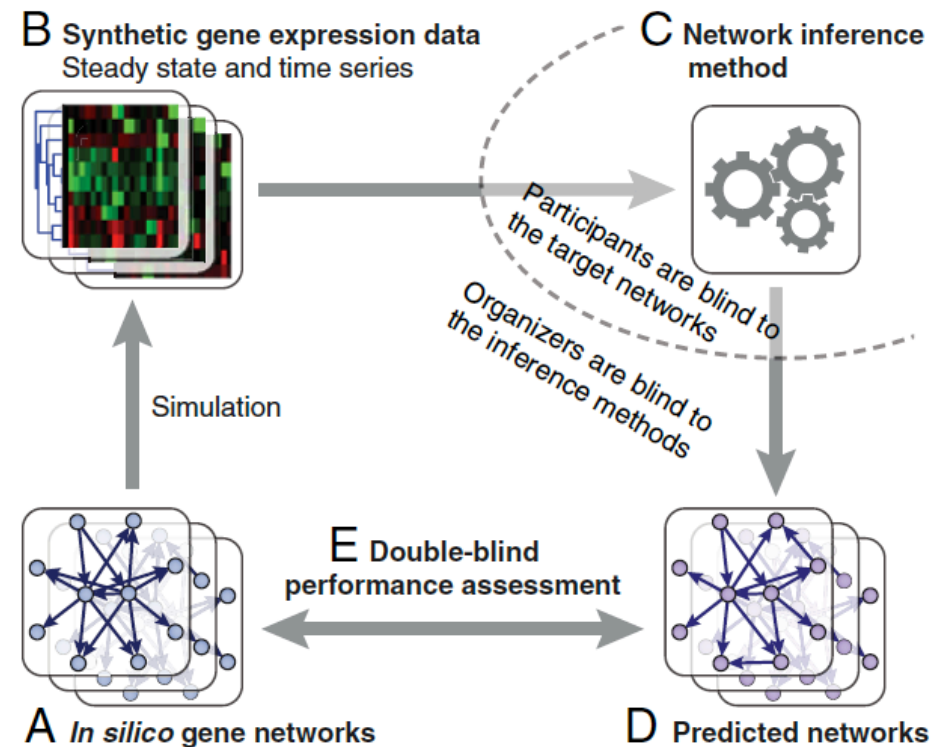 B Synthetic gene expression data
Steady state and time series
C Network inference
method
Participants are blind to
the target networks
Organizers are blind to
the inference methods
Simulation
E Double-blind
performance assessment
A In silico gene networks
D Predicted networks